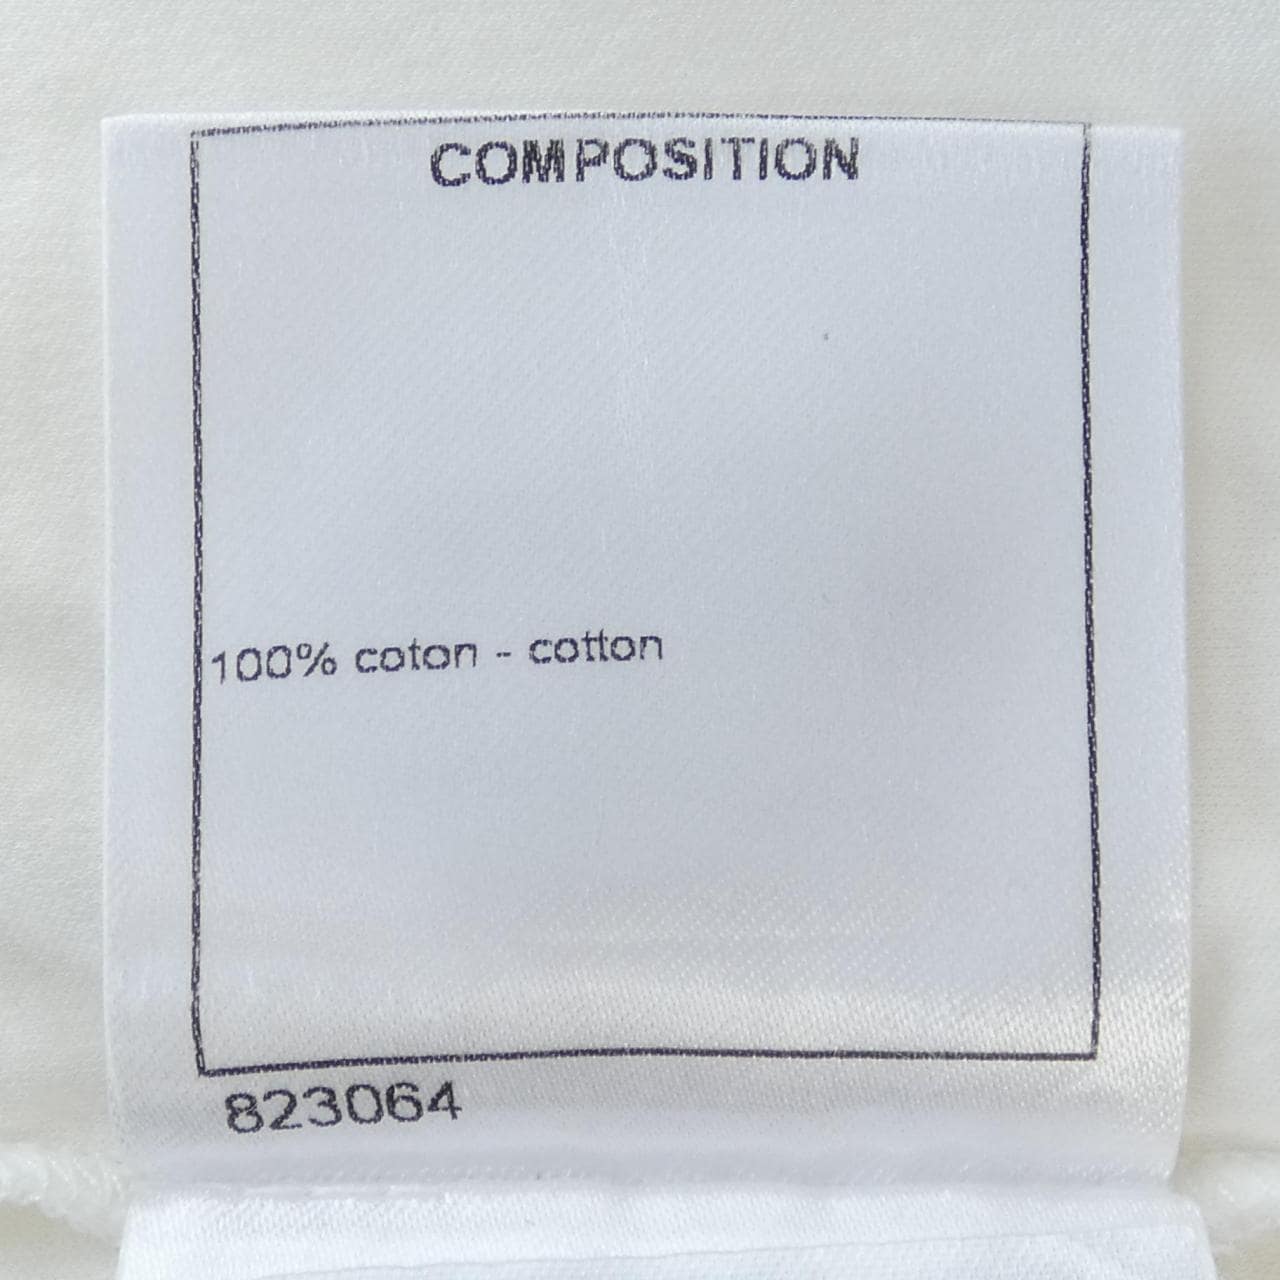 COMPOSITION
100% coton - cotton
823064